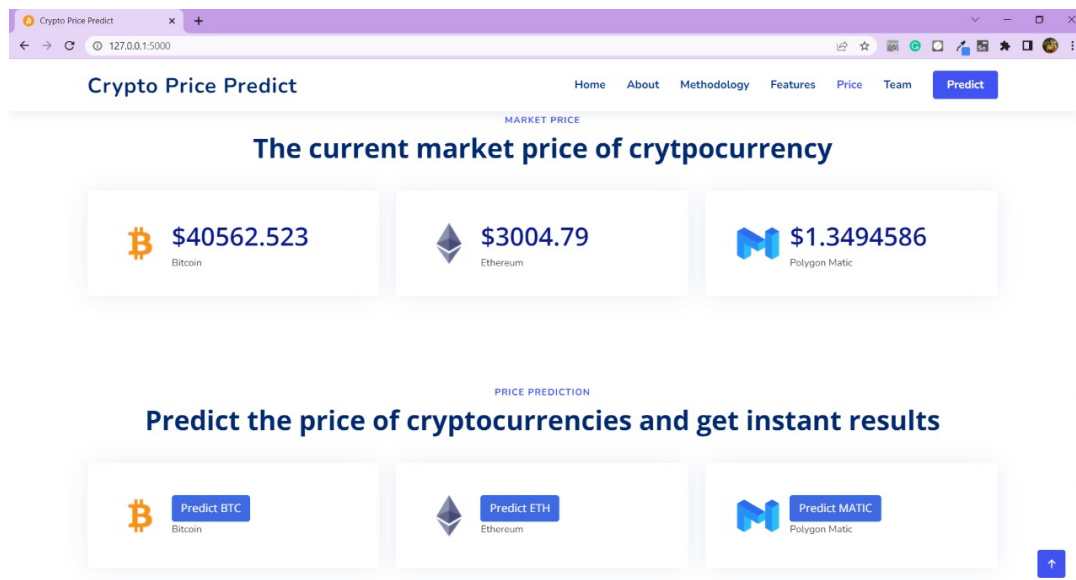 Crypto Price Predict
127.0.0.1:5000
Crypto Price Predict
Home About Methodology Features Price Team Predict
MARKET PRICE
The current market price of crytpocurrency
$40562.523 $3004.79 $1.3494586
Bitcoin Ethereum Polygon Matic
PRICE PREDICTION
Predict the price of cryptocurrencies and get instant results
Predict BTC Predict ETH Predict MATIC
Bitcoin Ethereum Polygon Matic